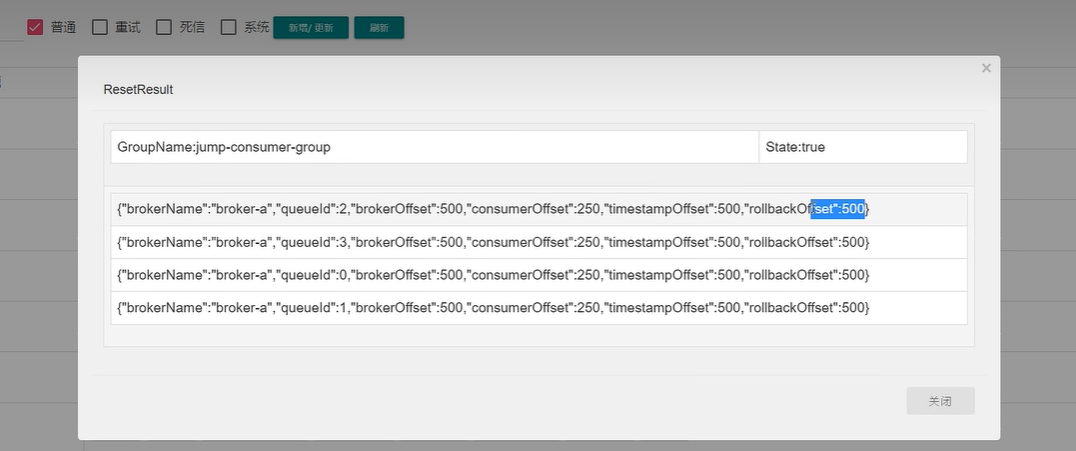 普通 重试 死信 系统 新增/ 更新 刷新
×
ResetResult
GroupName:jump-consumer-group State:true
{"brokerName":"broker-a","queueId":2,"brokerOffset":500,"consumerOffset":250,"timestampOffset":500,"rollbackOffset":500}
{"brokerName":"broker-a","queueId":3,"brokerOffset":500,"consumerOffset":250,"timestampOffset":500,"rollbackOffset":500}
{"brokerName":"broker-a","queueId":0,"brokerOffset":500,"consumerOffset":250,"timestampOffset":500,"rollbackOffset":500}
{"brokerName":"broker-a","queueId":1,"brokerOffset":500,"consumerOffset":250,"timestampOffset":500,"rollbackOffset":500}
关闭